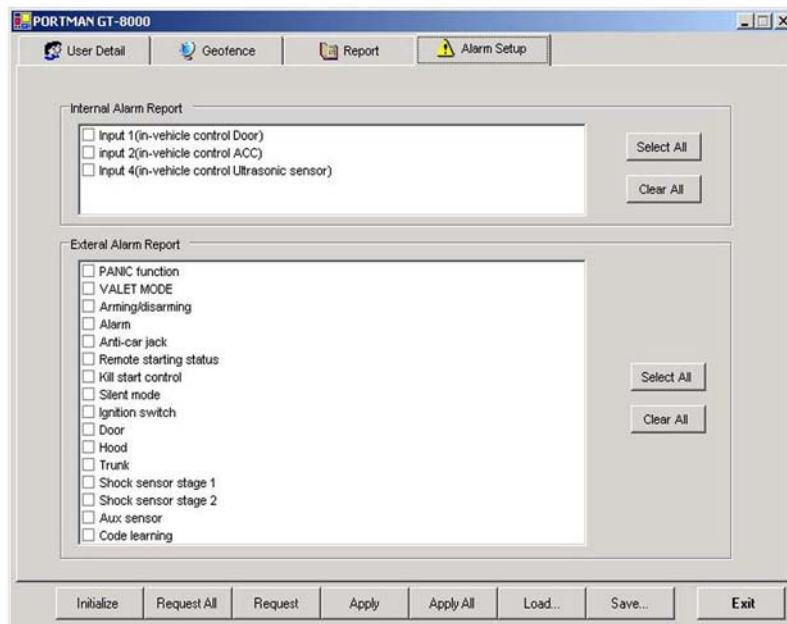 PORTMAN GT-8000
User Detail
Geofence
Report
Alarm Setup
Internal Alarm Report
Input 1(in-vehicle control Door)
input 2(in-vehicle control ACC)
Input 4(in-vehicle control Ultrasonic sensor)
Select All
Clear All
Exteral Alarm Report
PANIC function
VALET MODE
Arming/disarming
Alarm
Anti-car jack
Remote starting status
Kill start control
Silent mode
Ignition switch
Door
Hood
Trunk
Shock sensor stage 1
Shock sensor stage 2
Aux sensor
Code learning
Select All
Clear All
Initialize
Request All
Request
Apply
Apply All
Load...
Save...
Exit